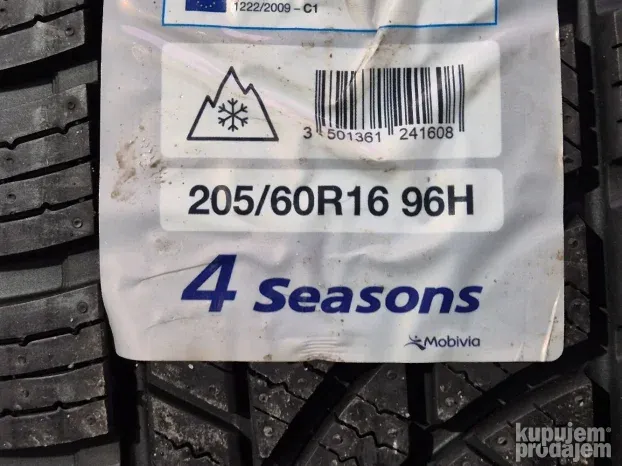 1222/2009 – C1
3 501361 241608
205/60R16 96H
4 Seasons
Mobivia
kupujem
prodajem